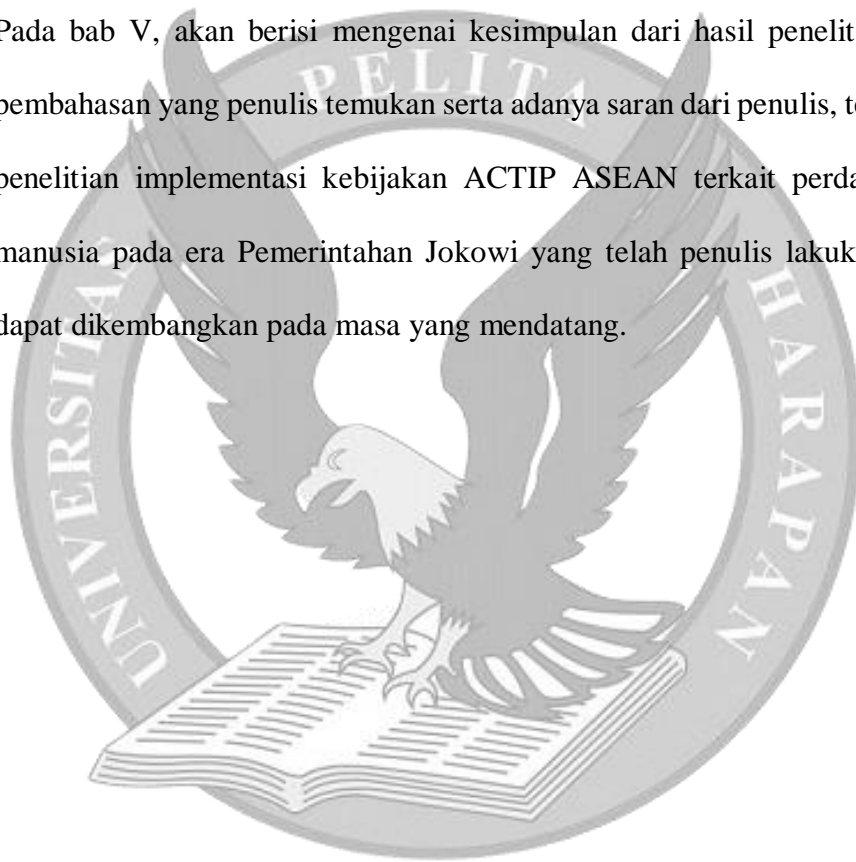 Pada bab V, akan berisi mengenai kesimpulan dari hasil penelit
pembahasan yang penulis temukan serta adanya saran dari penulis, te
penelitian implementasi kebijakan ACTIP ASEAN terkait perda
manusia pada era Pemerintahan Jokowi yang telah penulis lakuk
dapat dikembangkan pada masa yang mendatang.
UNIVERSITAS PELITA HARAPAN